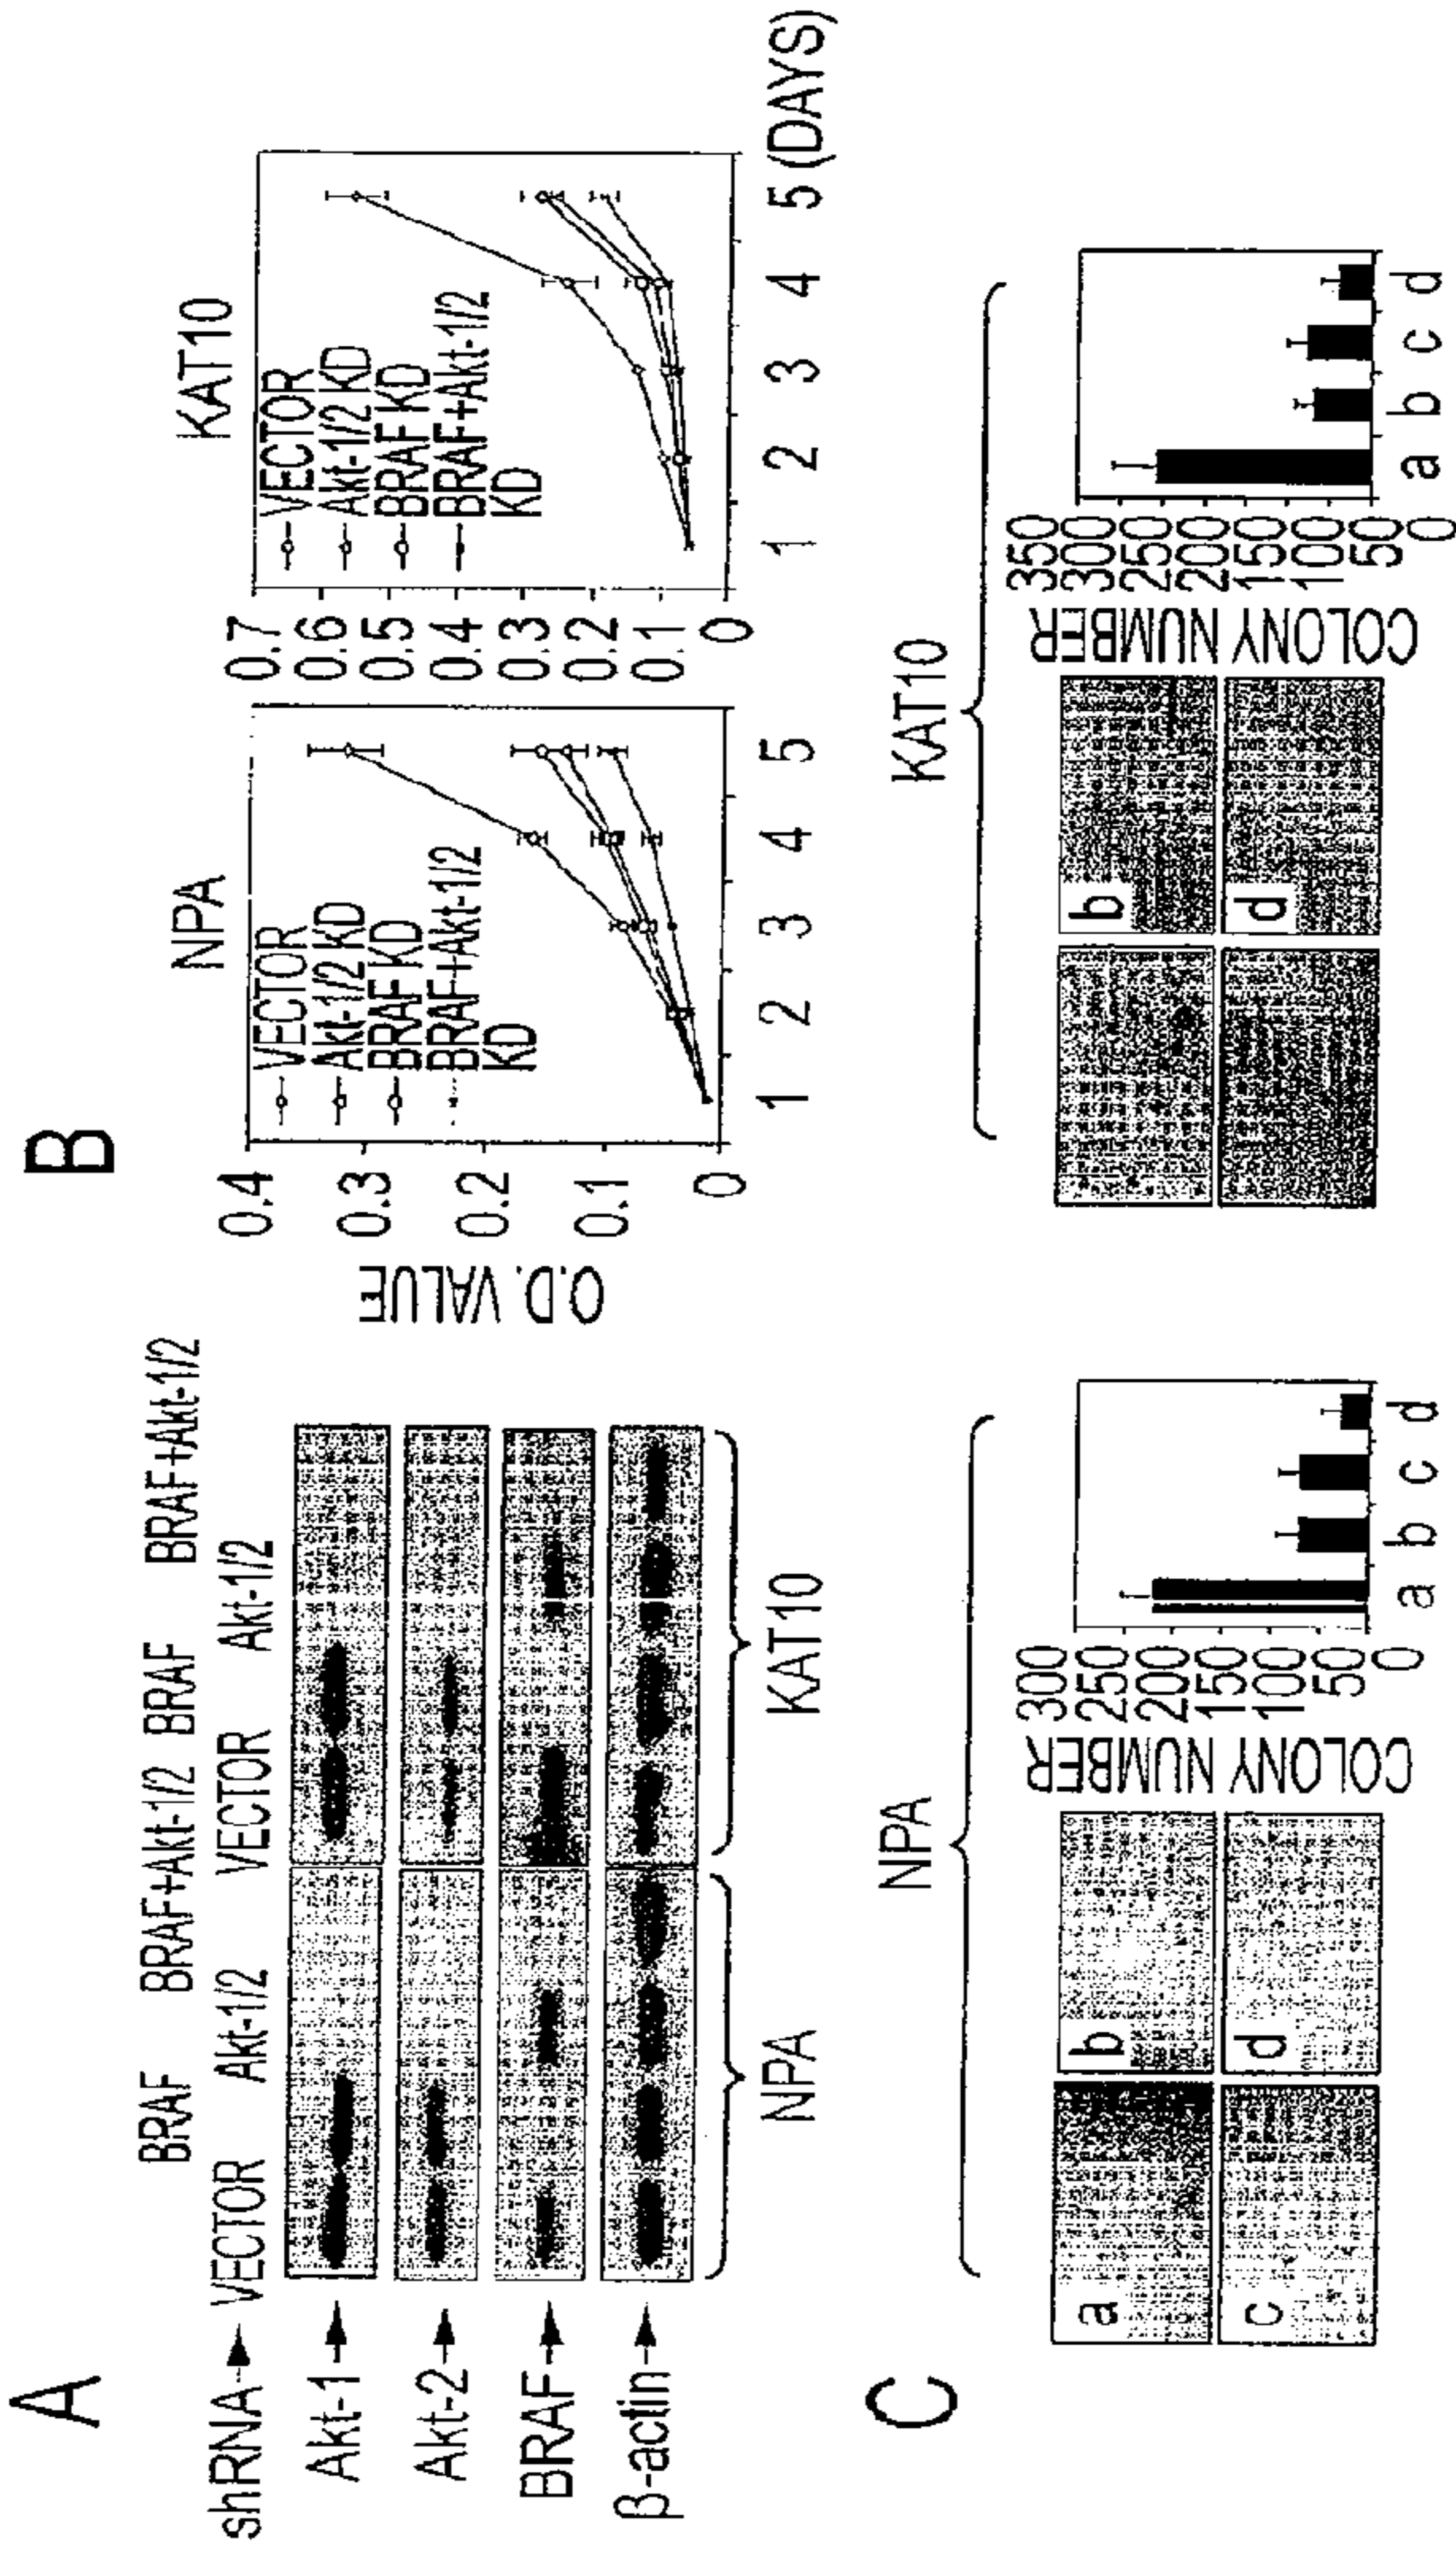 A
BRAF BRAF+Akt-1/2 BRAF BRAF+Akt-1/2
shRNA VECTOR Akt-1/2 VECTOR Akt-1/2
Akt-1
Akt-2
BRAF
β-actin
NPA KAT10
B
NPA
O.D. VALUE
0.4
0.3
0.2
0.1
0
VECTOR
Akt-1/2 KD
BRAF KD
BRAF+Akt-1/2
KD
1 2 3 4 5
KAT10
0.7
0.6
0.5
0.4
0.3
0.2
0.1
0
VECTOR
Akt-1/2 KD
BRAF KD
BRAF+Akt-1/2
KD
1 2 3 4 5 (DAYS)
C
NPA
a b
c d
COLONY NUMBER
300
250
200
150
100
50
0
a b c d
KAT10
b
d
COLONY NUMBER
350
300
250
200
150
100
50
0
a b c d